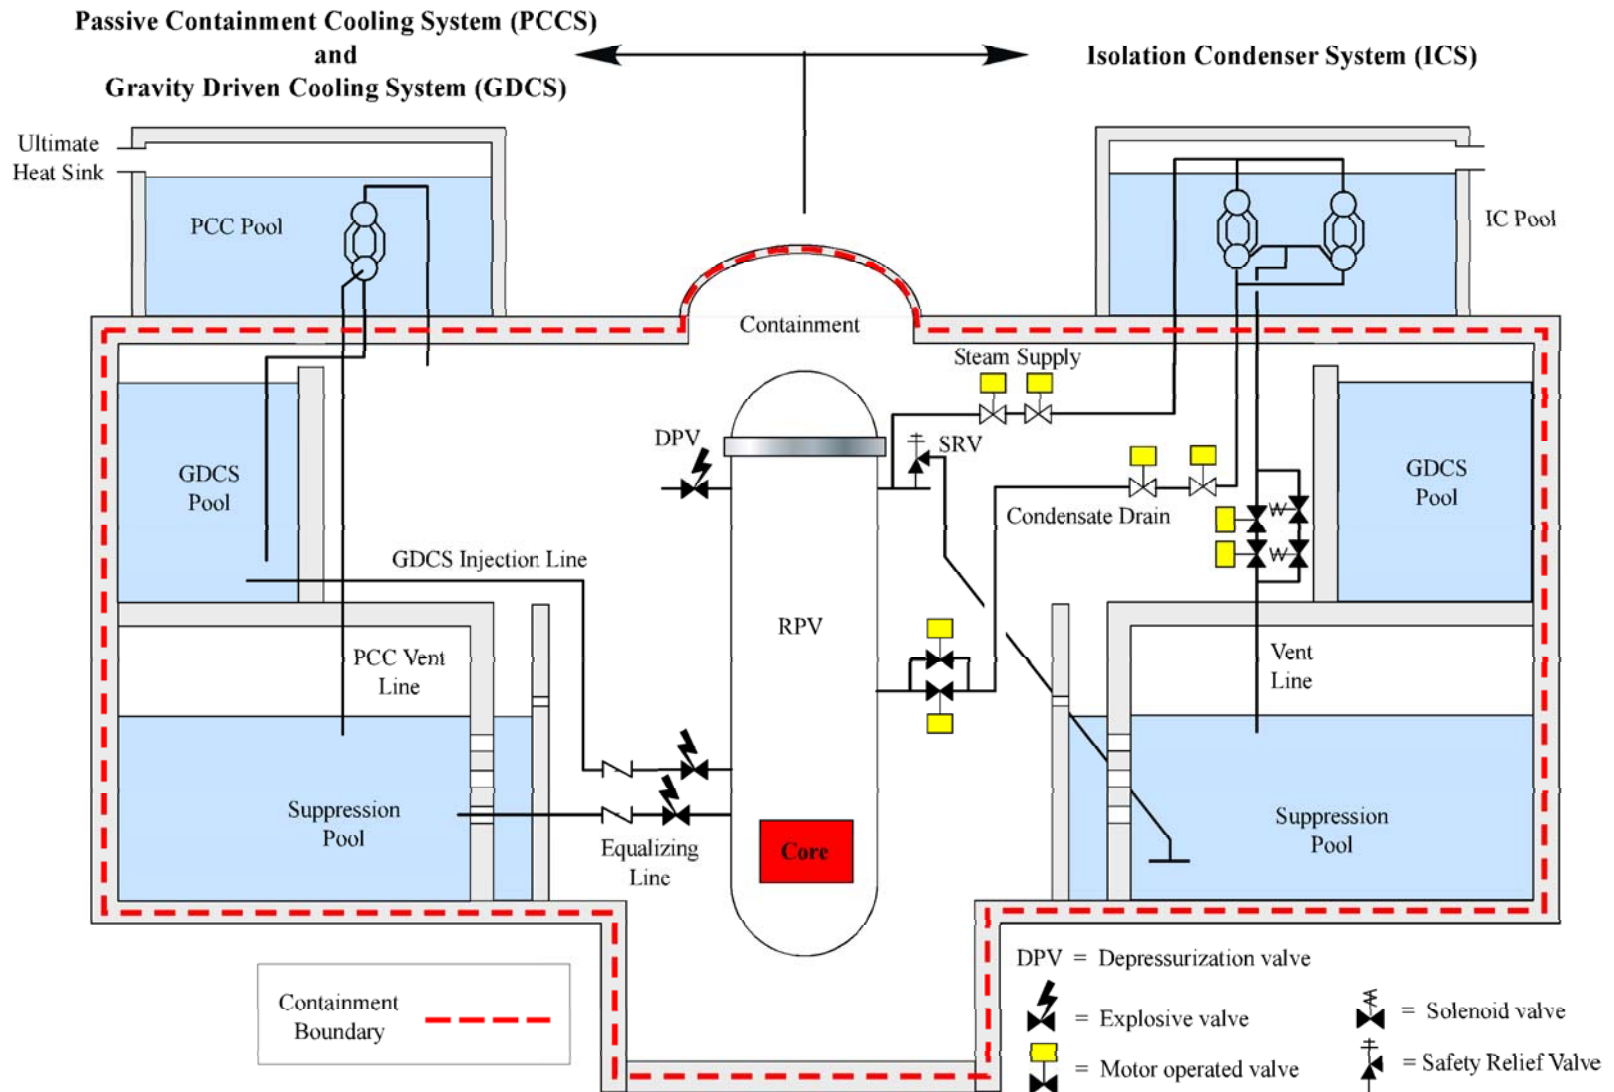 Passive Containment Cooling System (PCCS)
and
Gravity Driven Cooling System (GDCS)
Isolation Condenser System (ICS)
Ultimate
Heat Sink
PCC Pool
IC Pool
Containment
Steam Supply
DPV
SRV
GDCS
Pool
GDCS
Pool
Condensate Drain
GDCS Injection Line
RPV
PCC Vent
Line
Vent
Line
Suppression
Pool
Suppression
Pool
Equalizing
Line
Core
DPV = Depressurization valve
Containment
Boundary
= Explosive valve
= Solenoid valve
= Motor operated valve
= Safety Relief Valve